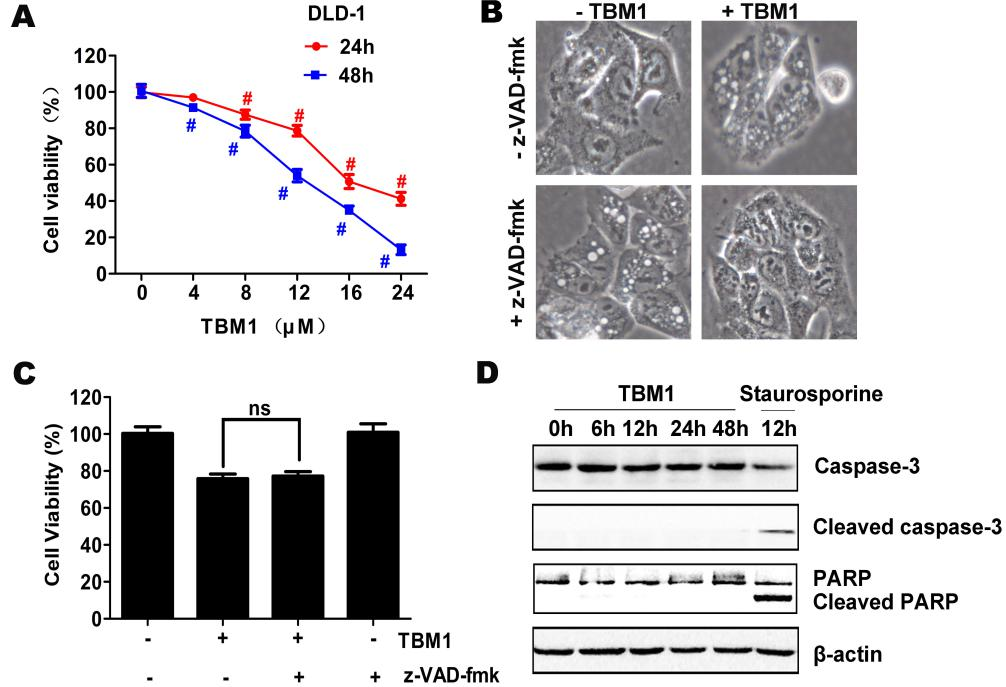 A
DLD-1
24h
48h
120
100
80
60
40
20
0
Cell viability (%)
# # # #
# # # # #
0 4 8 12 16 24
TBM1 (μM)
B
- TBM1 + TBM1
- z-VAD-fmk
+ z-VAD-fmk
C
120
100
80
60
40
20
0
Cell Viability (%)
ns
- + + - TBM1
- - + + z-VAD-fmk
D
TBM1 Staurosporine
0h 6h 12h 24h 48h 12h
Caspase-3
Cleaved caspase-3
PARP
Cleaved PARP
β-actin